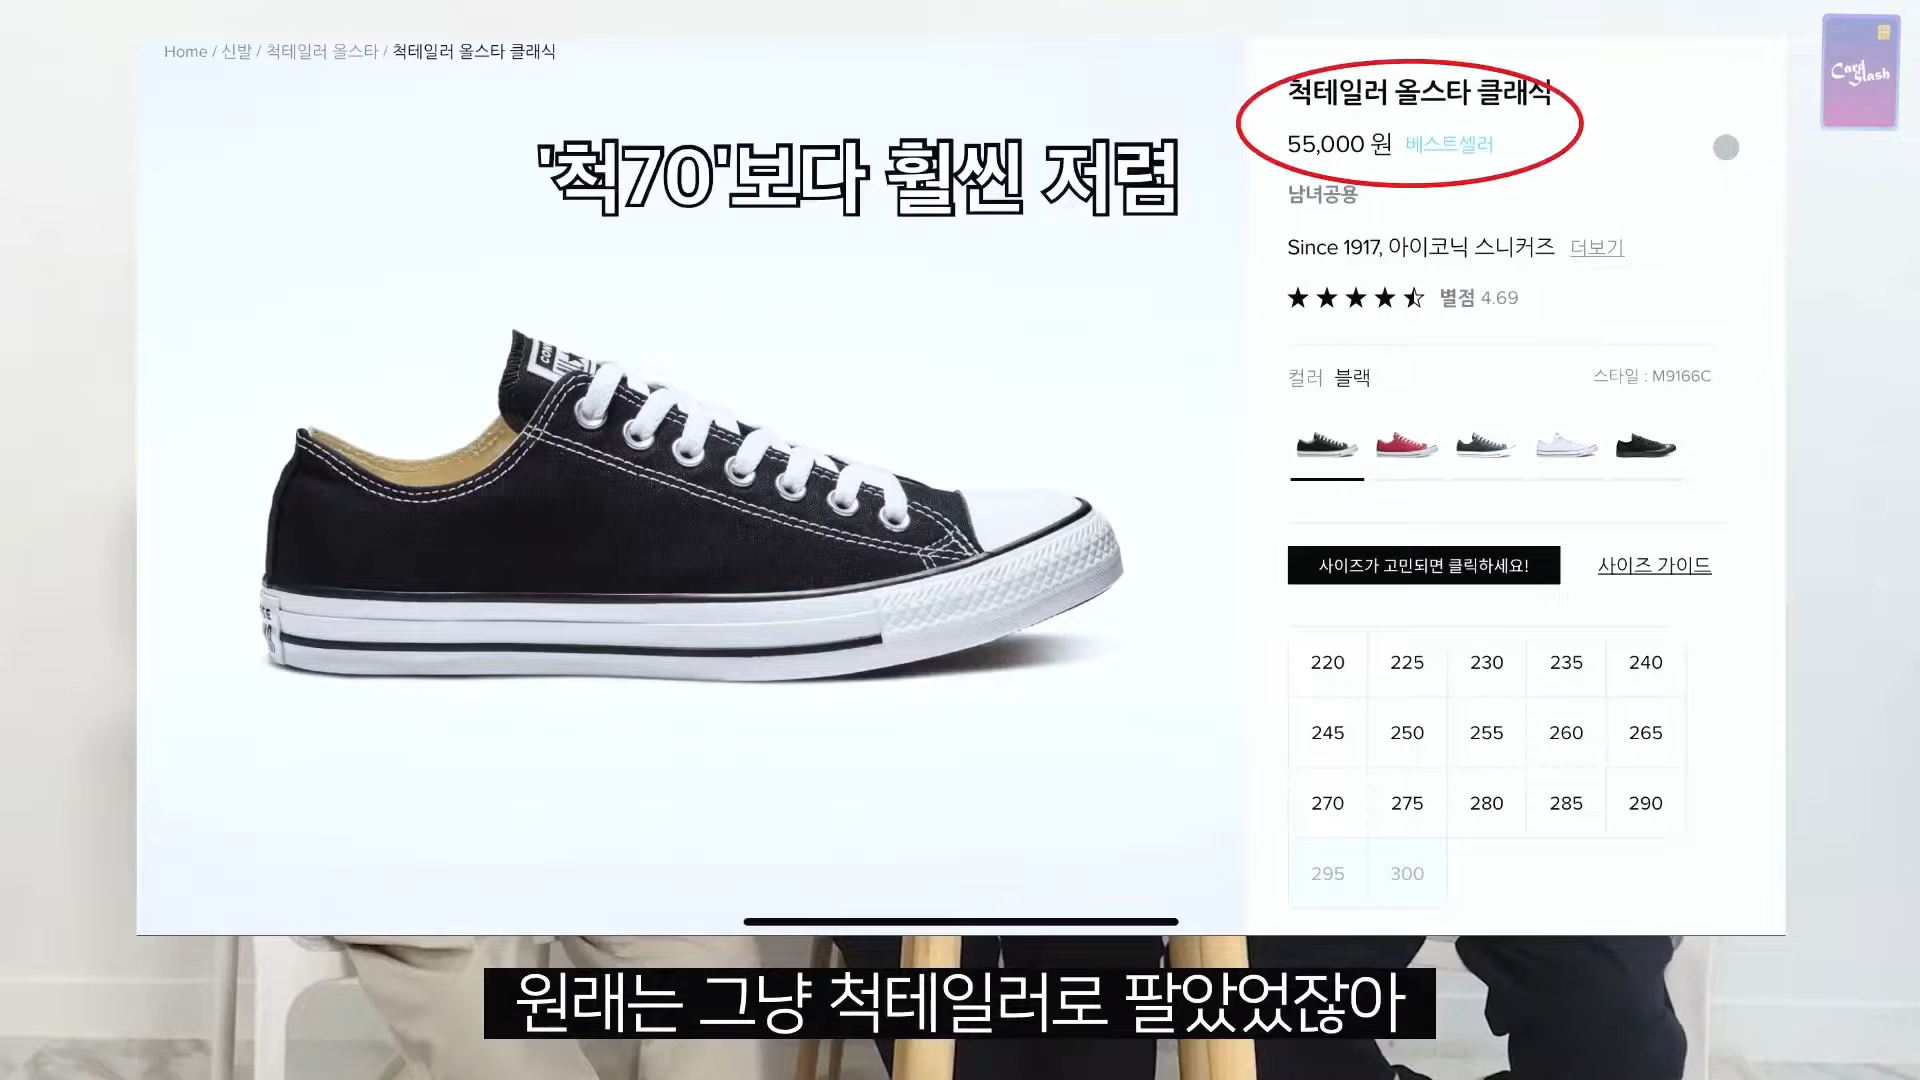 Home / 신발 / 척테일러 올스타 / 척테일러 올스타 클래식
Card
Slash
척테일러 올스타 클래식
55,000 원 베스트셀러
'척70'보다 훨씬 저렴
남녀공용
Since 1917, 아이코닉 스니커즈 더보기
별점 4.69
컬러 블랙
스타일 : M9166C
사이즈가 고민되면 클릭하세요!
사이즈 가이드
220 225 230 235 240
245 250 255 260 265
270 275 280 285 290
295 300
원래는 그냥 척테일러로 팔았었잖아